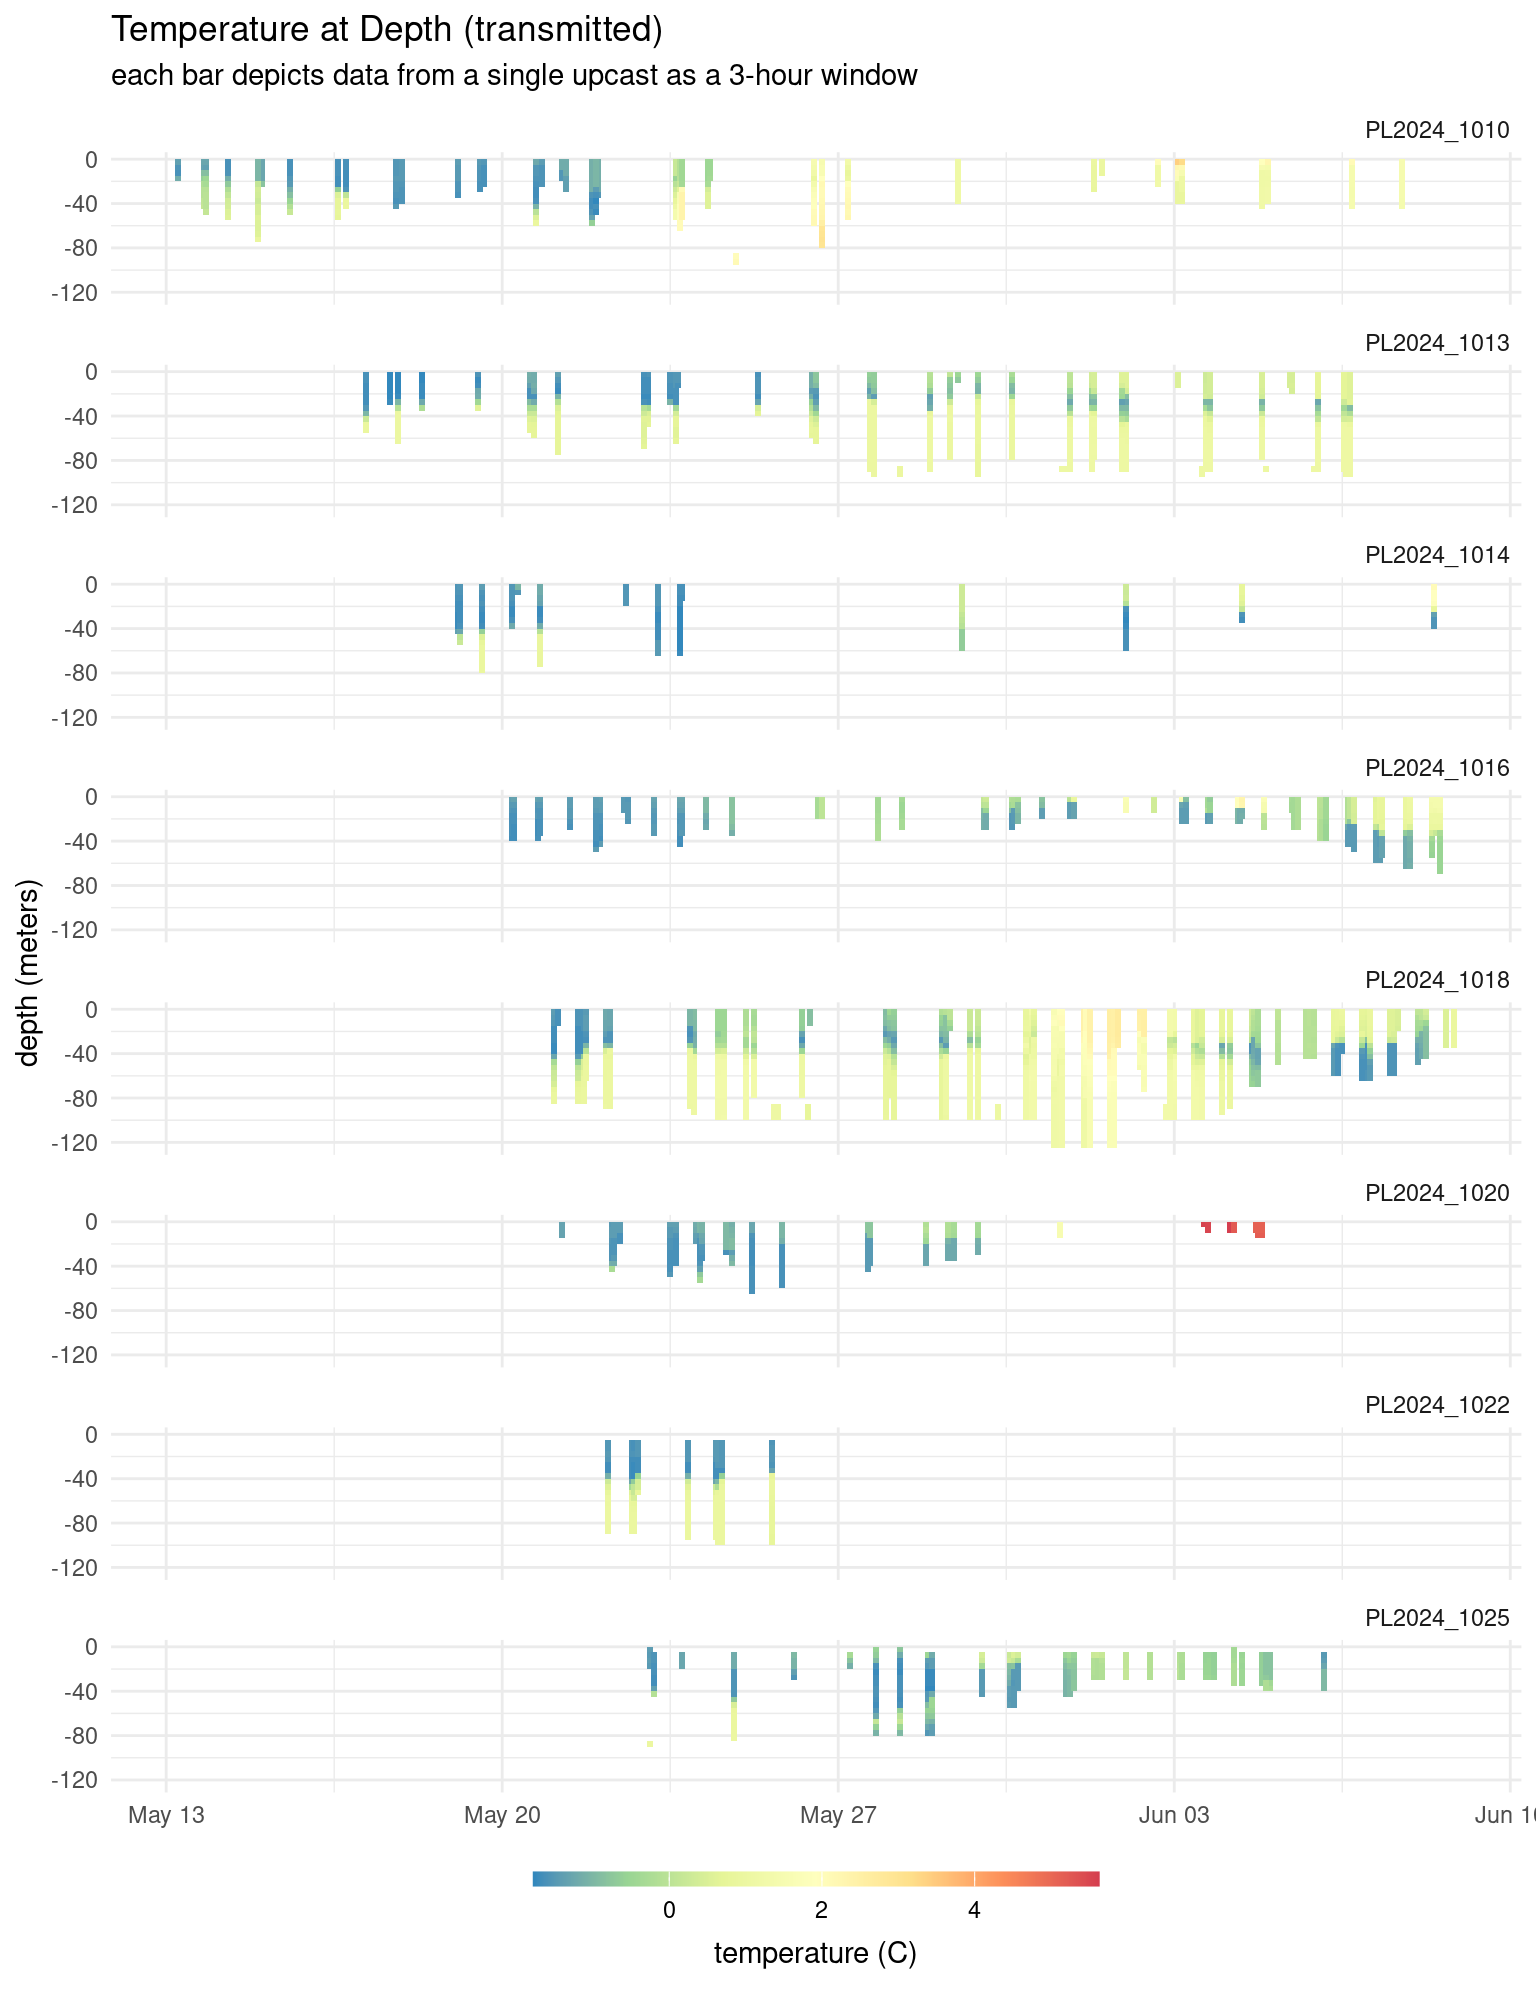 Temperature at Depth (transmitted)
each bar depicts data from a single upcast as a 3-hour window
PL2024_1010
0
-40
-80
-120
PL2024_1013
0
-40
-80
-120
PL2024_1014
0
-40
-80
-120
PL2024_1016
0
-40
-80
-120
depth (meters)
PL2024_1018
0
-40
-80
-120
PL2024_1020
0
-40
-80
-120
PL2024_1022
0
-40
-80
-120
PL2024_1025
0
-40
-80
-120
May 13 May 20 May 27 Jun 03 Jun 10
0 2 4
temperature (C)